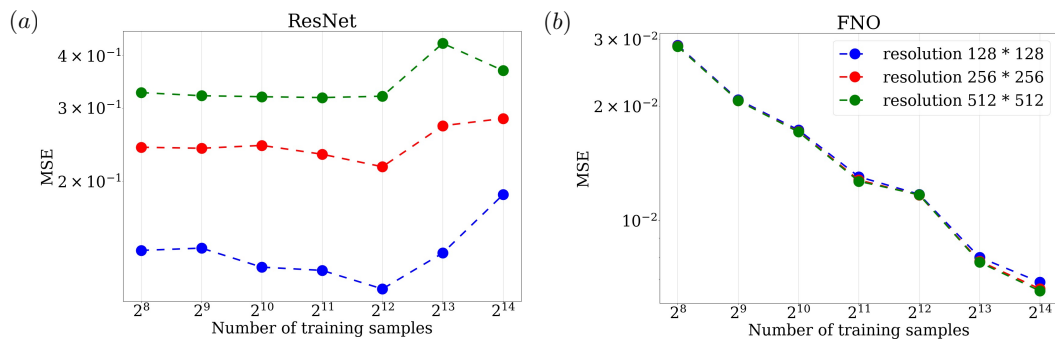 (a)
ResNet
4 × 10⁻¹
3 × 10⁻¹
2 × 10⁻¹
MSE
2⁸ 2⁹ 2¹⁰ 2¹¹ 2¹² 2¹³ 2¹⁴
Number of training samples
(b)
FNO
3 × 10⁻²
2 × 10⁻²
10⁻²
MSE
resolution 128 * 128
resolution 256 * 256
resolution 512 * 512
2⁸ 2⁹ 2¹⁰ 2¹¹ 2¹² 2¹³ 2¹⁴
Number of training samples